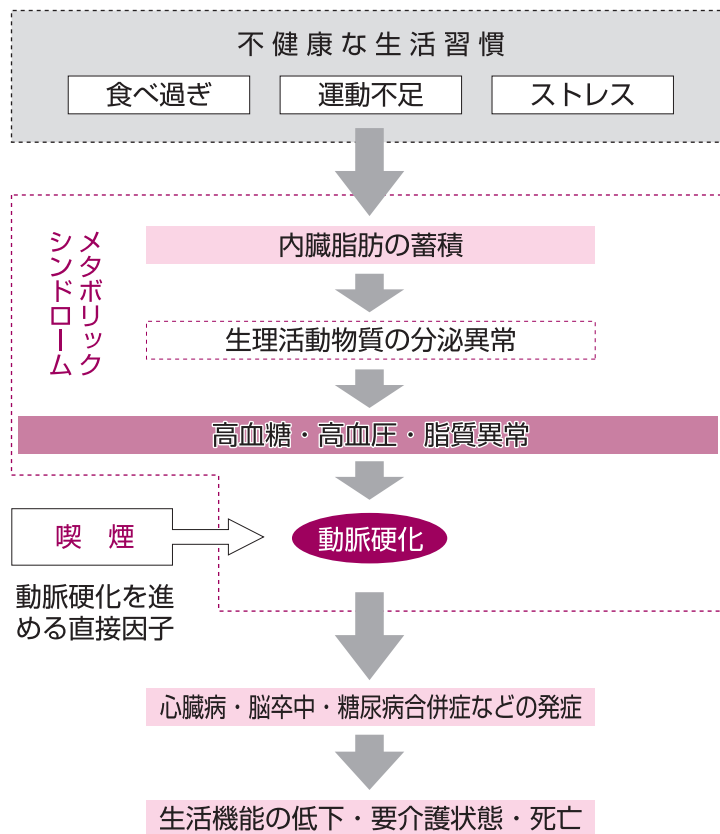 不健康な生活習慣
食べ過ぎ
運動不足
ストレス
メタボリック
シンドローム
内臓脂肪の蓄積
生理活動物質の分泌異常
高血糖・高血圧・脂質異常
喫 煙
動脈硬化
動脈硬化を進
める直接因子
心臓病・脳卒中・糖尿病合併症などの発症
生活機能の低下・要介護状態・死亡